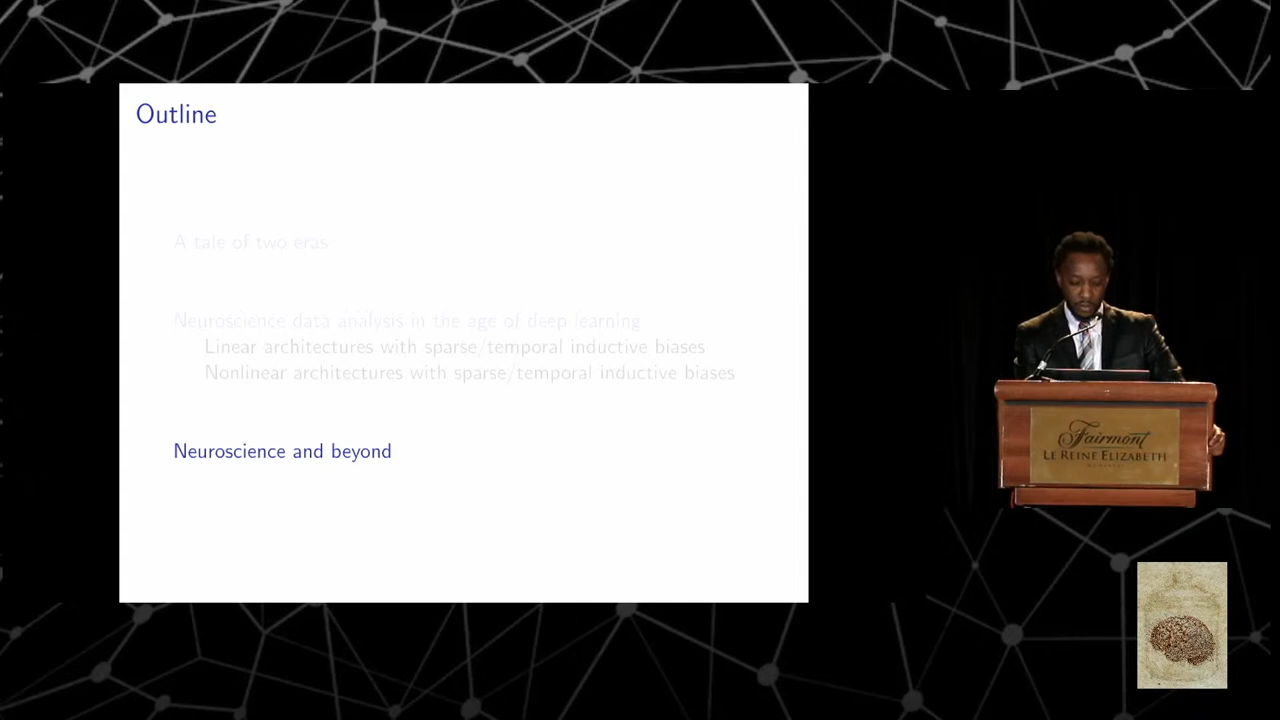 Outline
A tale of two eras
Neuroscience data analysis in the age of deep learning
Linear architectures with sparse/temporal inductive biases
Nonlinear architectures with sparse/temporal inductive biases
Neuroscience and beyond
Fairmont
LE REINE ELIZABETH